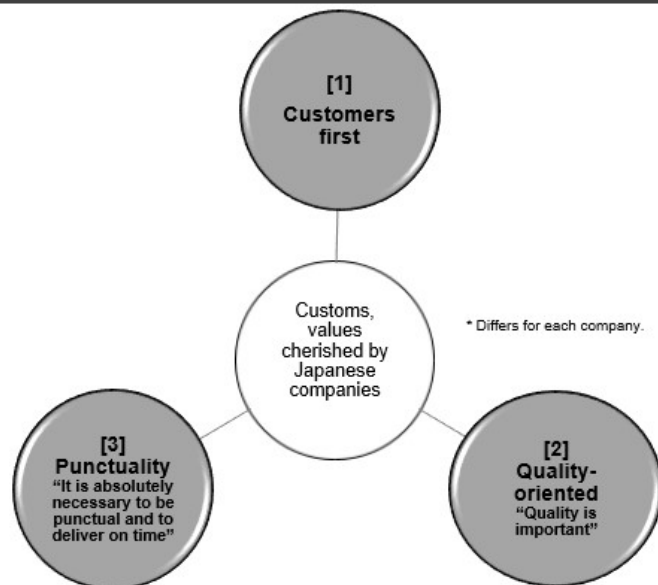 [1]
Customers
first
Customs,
values
cherished by
Japanese
companies
* Differs for each company.
[3]
Punctuality
“It is absolutely
necessary to be
punctual and to
deliver on time”
[2]
Quality-
oriented
“Quality is
important”